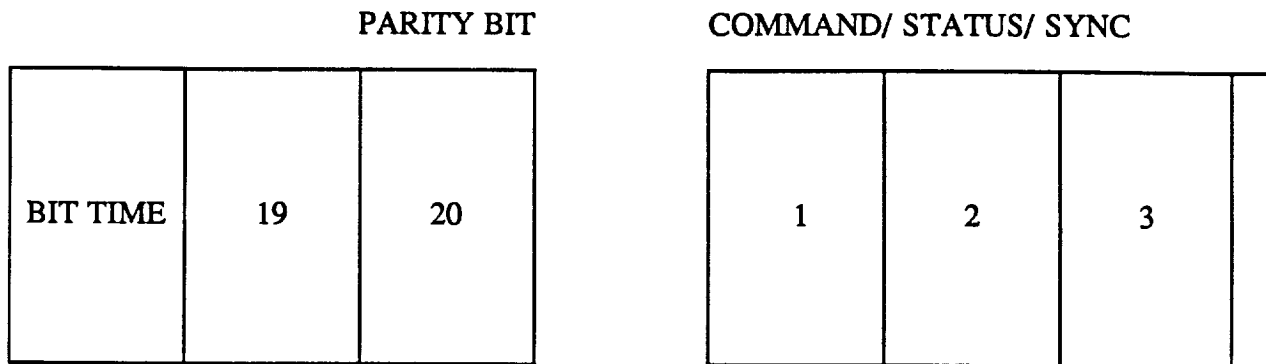 PARITY BIT COMMAND/ STATUS/ SYNC
BIT TIME 19 20 1 2 3